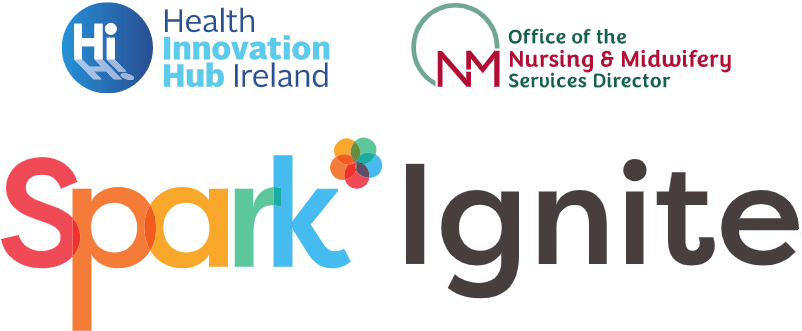 Hi
Health
Innovation
Hub Ireland
NM
Office of the
Nursing & Midwifery
Services Director
Spark Ignite